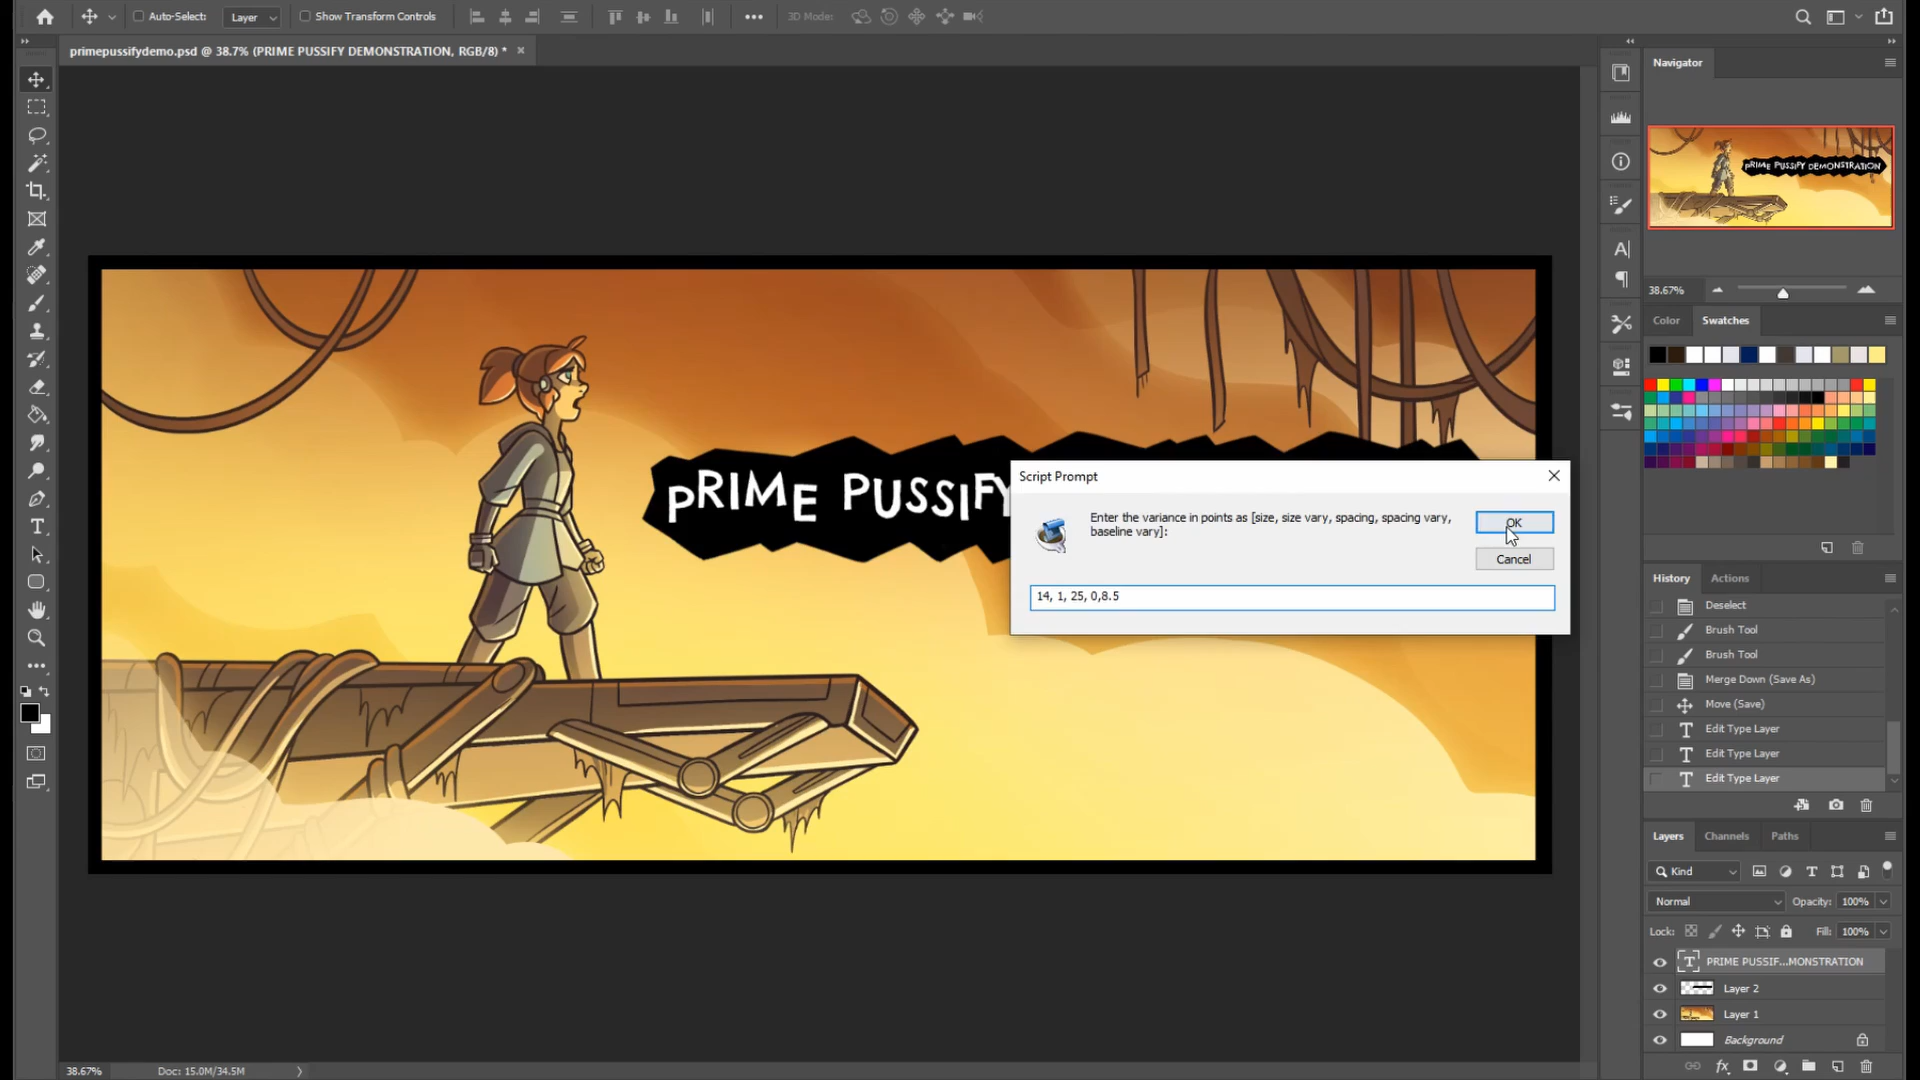 Auto-Select:
Layer
Show Transform Controls
3D Mode:
primepussifydemo.psd @ 38.7% (PRIME PUSSIFY DEMONSTRATION, RGB/8) *
Navigator
PRIME PUSSIFY DEMONSTRATION
38.67%
Color
Swatches
PRIME PUSSIFY
Script Prompt
Enter the variance in points as [size, size vary, spacing, spacing vary,
baseline vary]:
OK
Cancel
14, 1, 25, 0,8.5
History
Actions
Deselect
Brush Tool
Brush Tool
Merge Down (Save As)
Move (Save)
Edit Type Layer
Edit Type Layer
Edit Type Layer
Layers
Channels
Paths
Kind
Normal
Opacity: 100%
Lock:
Fill: 100%
PRIME PUSSIF...MONSTRATION
Layer 2
Layer 1
Background
fx
38.67%
Doc: 15.0M/34.5M